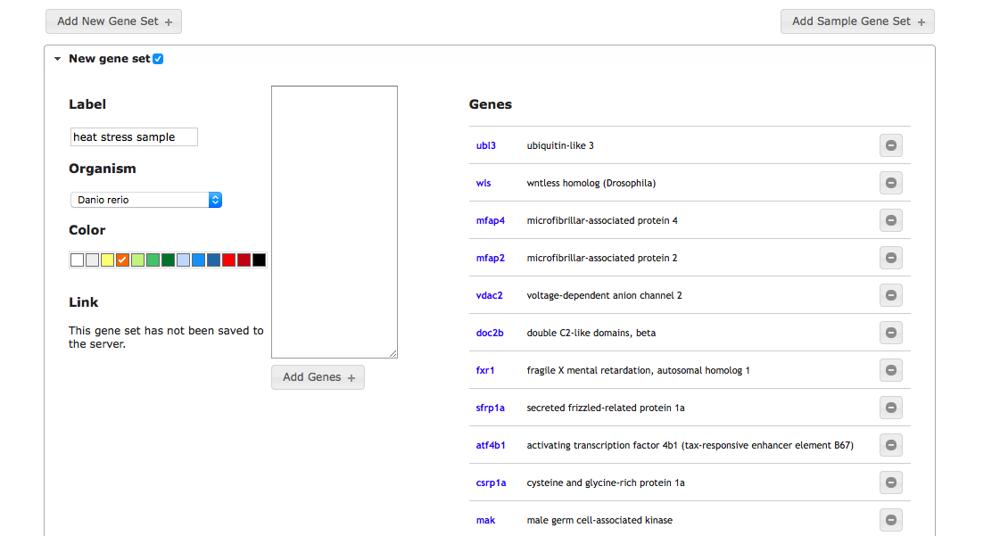 Add New Gene Set +
Add Sample Gene Set +
New gene set
Label
heat stress sample
Organism
Danio rerio
Color
Link
This gene set has not been saved to
the server.
Add Genes +
Genes
ubl3 ubiquitin-like 3
wls wntless homolog (Drosophila)
mfap4 microfibrillar-associated protein 4
mfap2 microfibrillar-associated protein 2
vdac2 voltage-dependent anion channel 2
doc2b double C2-like domains, beta
fxr1 fragile X mental retardation, autosomal homolog 1
sfrp1a secreted frizzled-related protein 1a
atf4b1 activating transcription factor 4b1 (tax-responsive enhancer element B67)
csrp1a cysteine and glycine-rich protein 1a
mak male germ cell-associated kinase